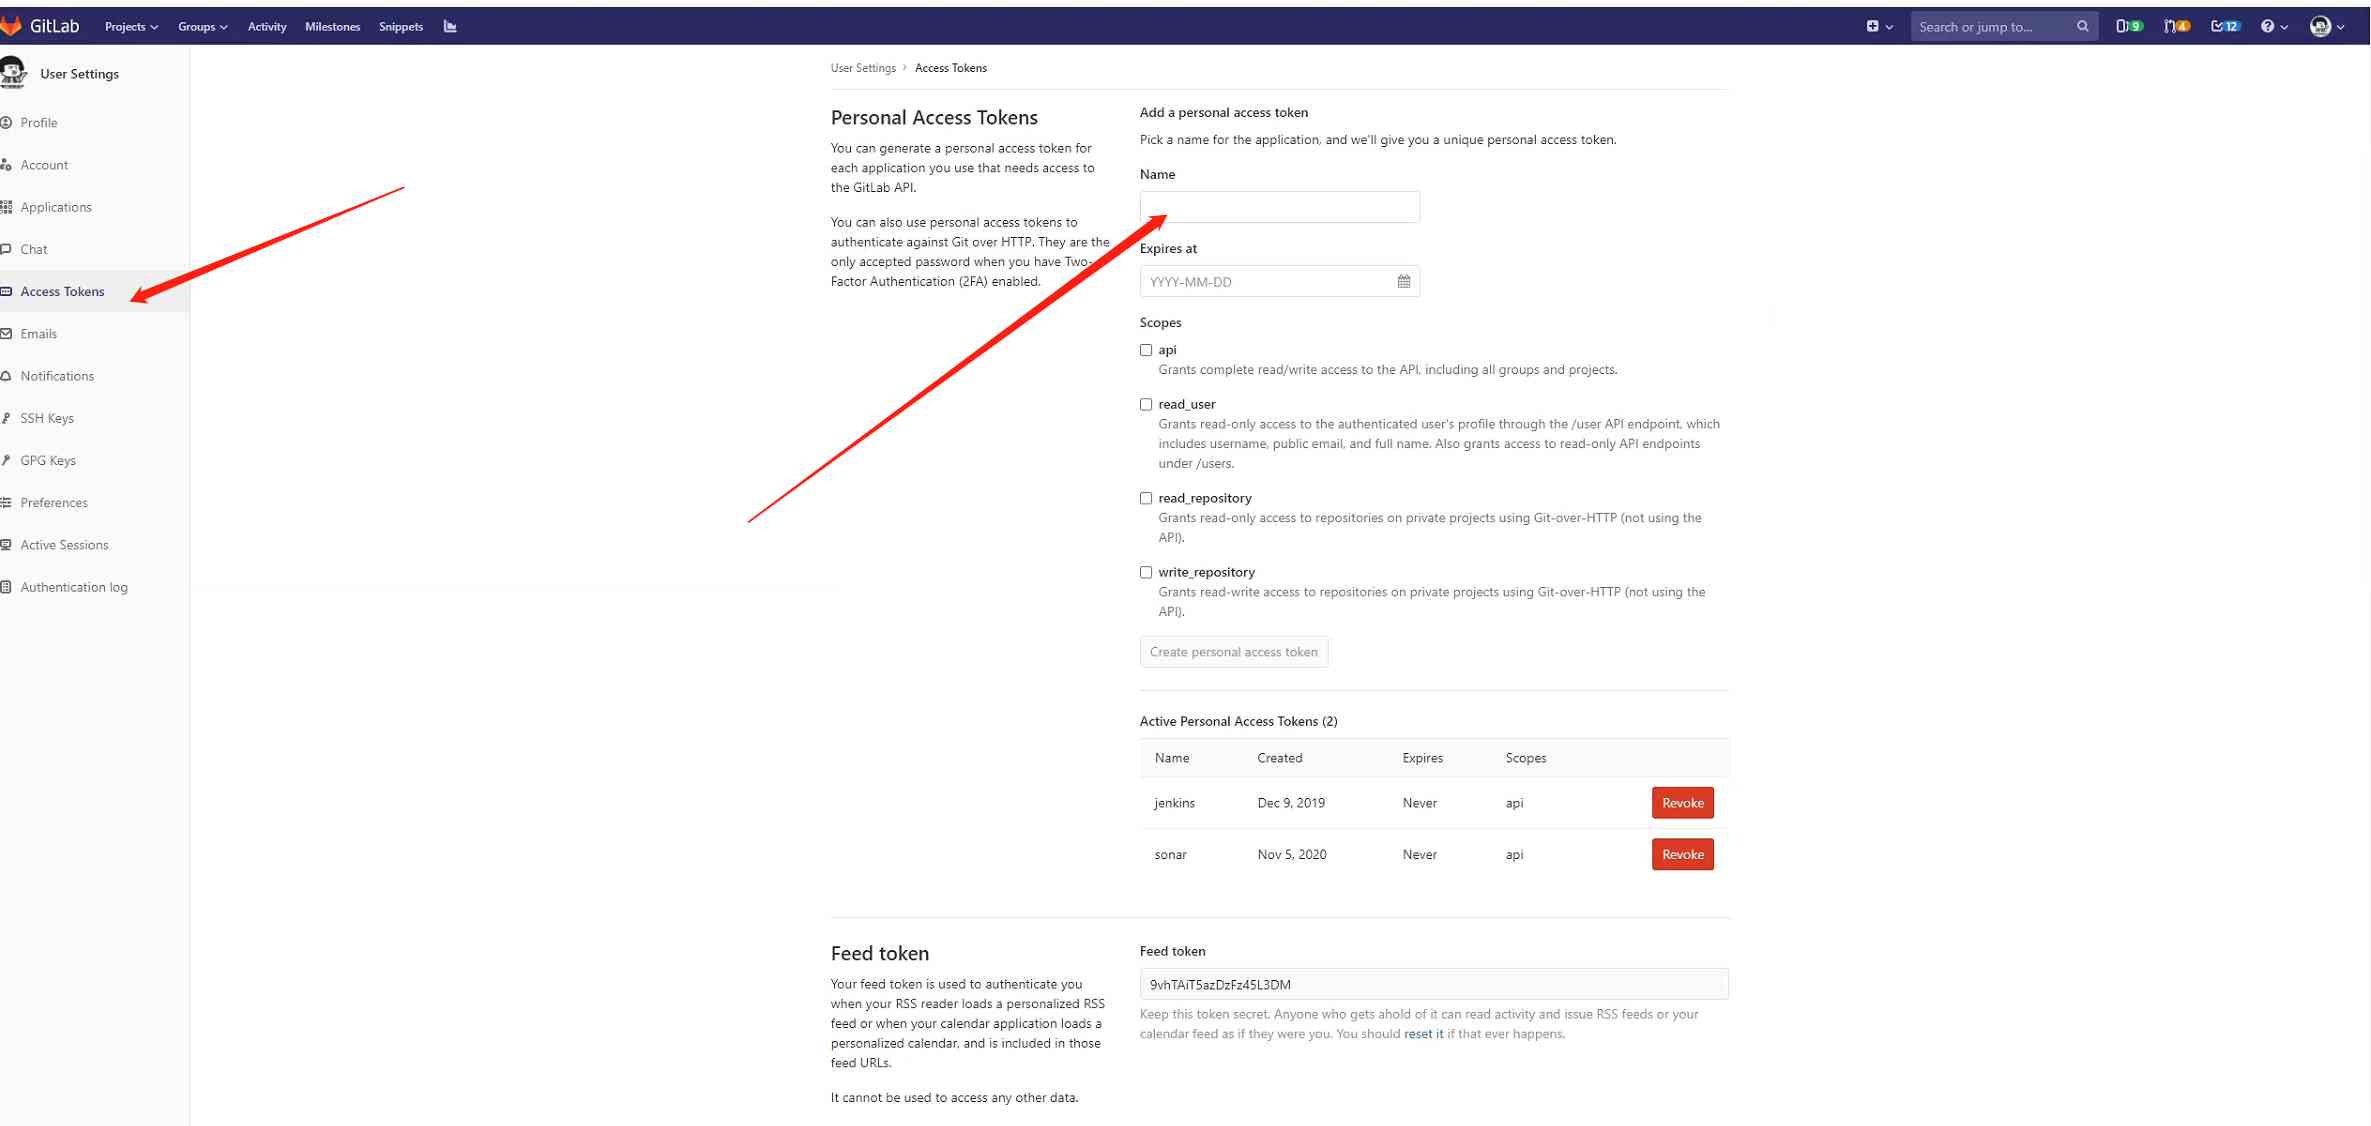 GitLab Projects Groups Activity Milestones Snippets Search or jump to... 9 4 12
User Settings
Profile
Account
Applications
Chat
Access Tokens
Emails
Notifications
SSH Keys
GPG Keys
Preferences
Active Sessions
Authentication log
User Settings > Access Tokens
Personal Access Tokens
You can generate a personal access token for
each application you use that needs access to
the GitLab API.
You can also use personal access tokens to
authenticate against Git over HTTP. They are the
only accepted password when you have Two-
Factor Authentication (2FA) enabled.
Add a personal access token
Pick a name for the application, and we'll give you a unique personal access token.
Name
Expires at
YYYY-MM-DD
Scopes
api
Grants complete read/write access to the API, including all groups and projects.
read_user
Grants read-only access to the authenticated user's profile through the /user API endpoint, which
includes username, public email, and full name. Also grants access to read-only API endpoints
under /users.
read_repository
Grants read-only access to repositories on private projects using Git-over-HTTP (not using the
API).
write_repository
Grants read-write access to repositories on private projects using Git-over-HTTP (not using the
API).
Create personal access token
Active Personal Access Tokens (2)
Name Created Expires Scopes
jenkins Dec 9, 2019 Never api Revoke
sonar Nov 5, 2020 Never api Revoke
Feed token
Your feed token is used to authenticate you
when your RSS reader loads a personalized RSS
feed or when your calendar application loads a
personalized calendar, and is included in those
feed URLs.
It cannot be used to access any other data.
Feed token
9vhTAiT5azDzFz45L3DM
Keep this token secret. Anyone who gets ahold of it can read activity and issue RSS feeds or your
calendar feed as if they were you. You should reset it if that ever happens.